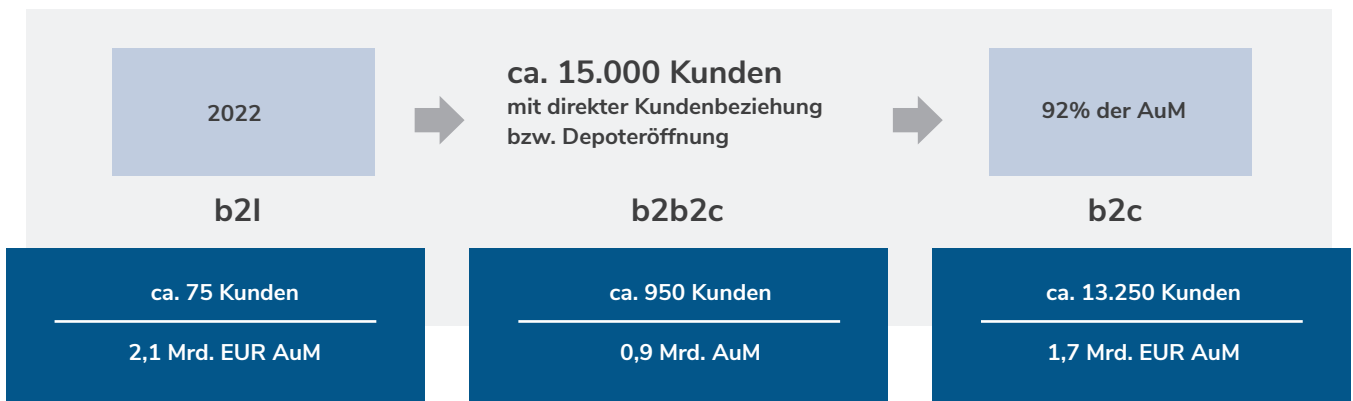 2022
ca. 15.000 Kunden
mit direkter Kundenbeziehung
bzw. Depoteröffnung
92% der AuM
b2I
b2b2c
b2c
ca. 75 Kunden
2,1 Mrd. EUR AuM
ca. 950 Kunden
0,9 Mrd. AuM
ca. 13.250 Kunden
1,7 Mrd. EUR AuM